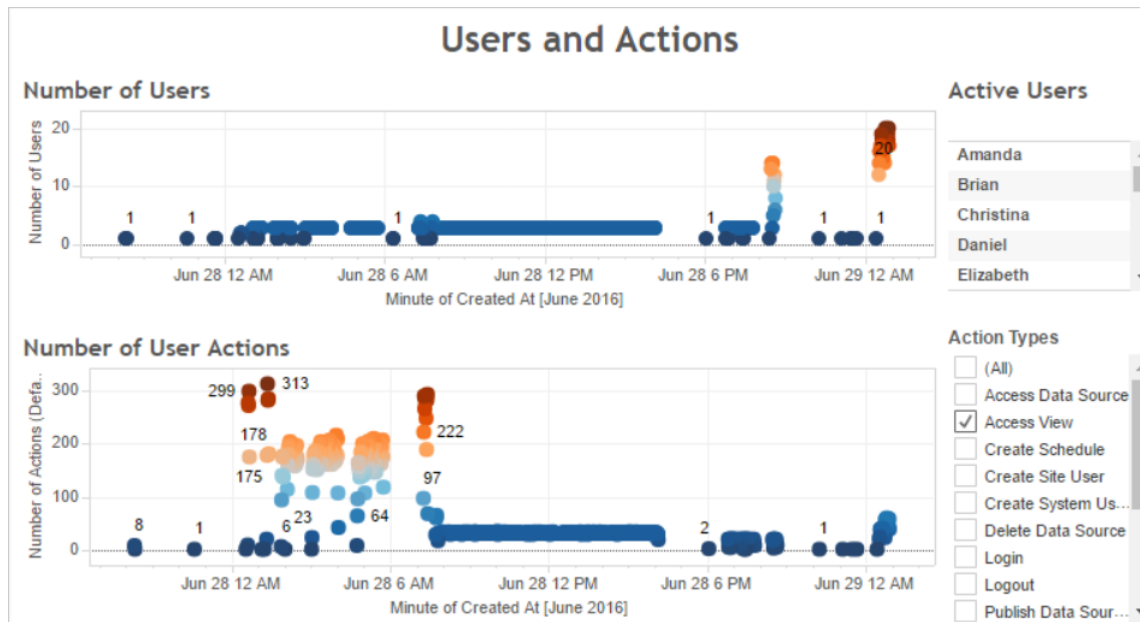 Users and Actions
Number of Users
Active Users
Number of Users
20
10
0
1
1
1
1
1
1
20
Jun 28 12 AM
Jun 28 6 AM
Jun 28 12 PM
Jun 28 6 PM
Jun 29 12 AM
Minute of Created At [June 2016]
Amanda
Brian
Christina
Daniel
Elizabeth
Number of User Actions
Number of Actions (Defa..
300
200
100
0
299
313
178
175
222
97
8
1
6
23
64
2
1
Jun 28 12 AM
Jun 28 6 AM
Jun 28 12 PM
Jun 28 6 PM
Jun 29 12 AM
Minute of Created At [June 2016]
Action Types
(All)
Access Data Source
Access View
Create Schedule
Create Site User
Create System Us...
Delete Data Source
Login
Logout
Publish Data Sour...